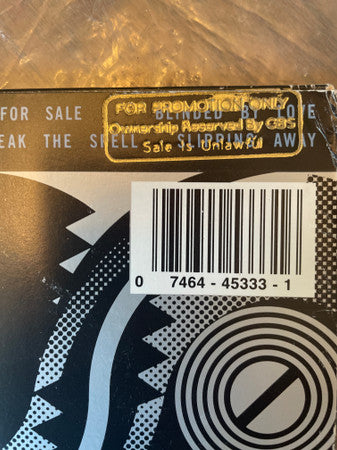 FOR SALE BLINDED BY LOVE
EAK THE SPELL SLIPPING AWAY
FOR PROMOTION ONLY
Ownership Reserved By CBS
Sale Is Unlawful
0 7464-45333-1